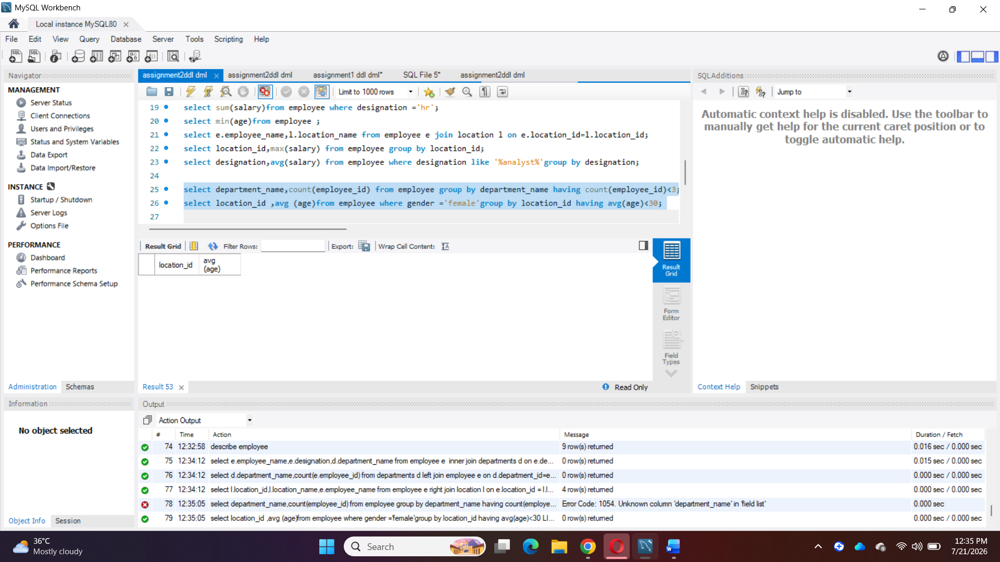 MySQL Workbench
Local instance MySQL80
File Edit View Query Database Server Tools Scripting Help
Navigator
MANAGEMENT
Server Status
Client Connections
Users and Privileges
Status and System Variables
Data Export
Data Import/Restore
INSTANCE
Startup / Shutdown
Server Logs
Options File
PERFORMANCE
Dashboard
Performance Reports
Performance Schema Setup
Administration Schemas
Information
No object selected
Object Info Session
assignment2ddl dml assignment2ddl dml assignment1 ddl dml* SQL File 5* assignment2ddl dml
Limit to 1000 rows
19 select sum(salary)from employee where designation ='hr';
20 select min(age)from employee ;
21 select e.employee_name,l.location_name from employee e join location l on e.location_id=l.location_id;
22 select location_id,max(salary) from employee group by location_id;
23 select designation,avg(salary) from employee where designation like '%analyst%'group by designation;
24
25 select department_name,count(employee_id) from employee group by department_name having count(employee_id)<3;
26 select location_id ,avg (age)from employee where gender ='female'group by location_id having avg(age)<30;
27
Result Grid Filter Rows: Export: Wrap Cell Content:
location_id avg (age)
Result Grid
Form Editor
Field Types
Result 53 Read Only
SQLAdditions
Jump to
Automatic context help is disabled. Use the toolbar to
manually get help for the current caret position or to
toggle automatic help.
Context Help Snippets
Output
Action Output
# Time Action Message Duration / Fetch
74 12:32:58 describe employee 9 row(s) returned 0.016 sec / 0.000 sec
75 12:34:12 select e.employee_name,e.designation,d.department_name from employee e inner join departments d on e.de... 0 row(s) returned 0.015 sec / 0.000 sec
76 12:34:12 select d.department_name,count(e.employee_id) from departments d left join employee e on d.department_id=e... 0 row(s) returned 0.000 sec / 0.000 sec
77 12:34:12 select l.location_id,l.location_name,e.employee_name from employee e right join location l on e.location_id = l.l... 4 row(s) returned 0.000 sec / 0.000 sec
78 12:35:05 select department_name,count(employee_id) from employee group by department_name having count(employe... Error Code: 1054. Unknown column 'department_name' in 'field list' 0.000 sec
79 12:35:05 select location_id ,avg (age)from employee where gender ='female'group by location_id having avg(age)<30 LI... 0 row(s) returned 0.000 sec / 0.000 sec
36°C
Mostly cloudy
Search
12:35 PM
7/21/2026